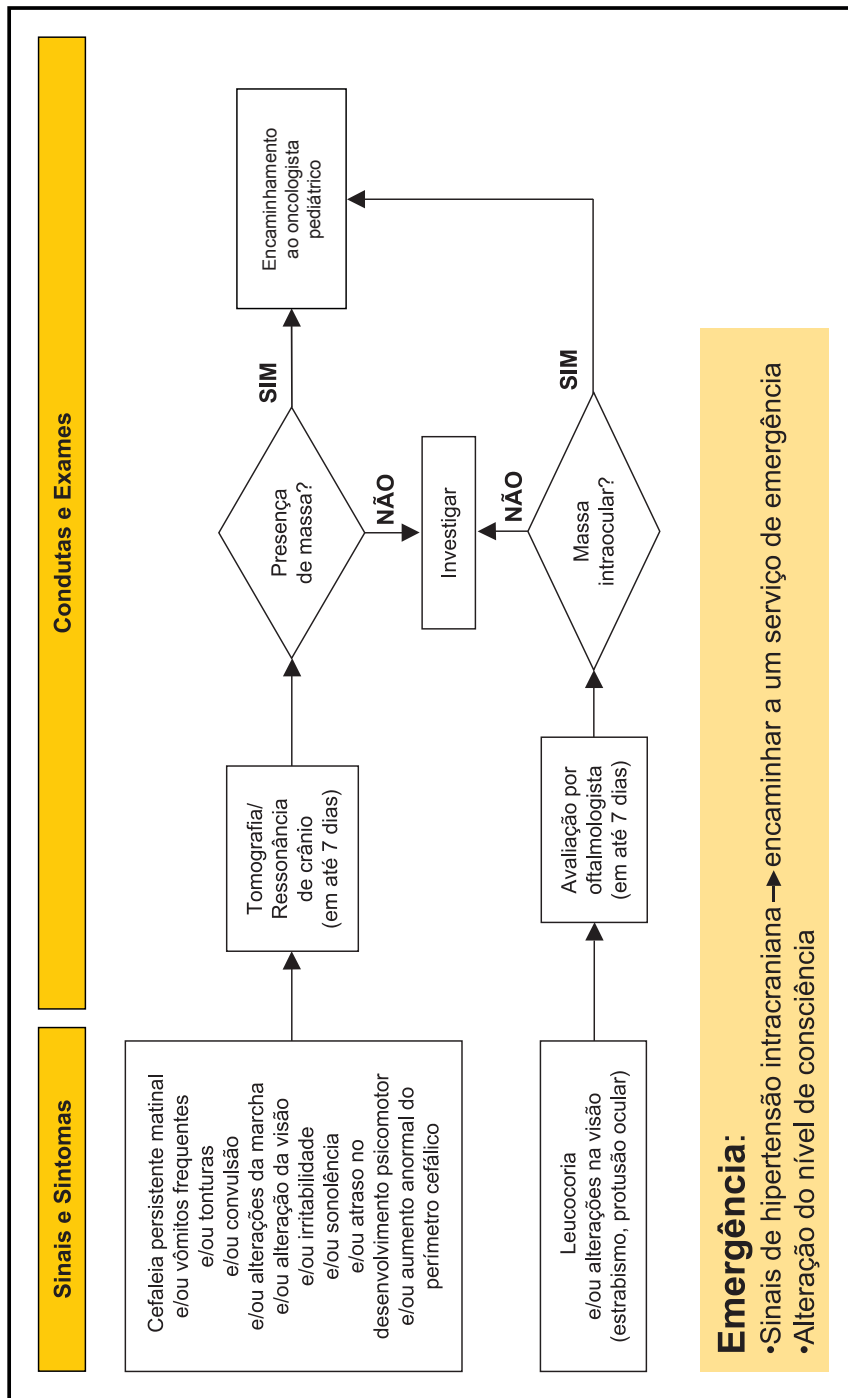 Sinais e Sintomas
Condutas e Exames
Cefaleia persistente matinal
e/ou vômitos frequentes
e/ou tonturas
e/ou convulsão
e/ou alterações da marcha
e/ou alteração da visão
e/ou irritabilidade
e/ou sonolência
e/ou atraso no
desenvolvimento psicomotor
e/ou aumento anormal do
perímetro cefálico
Tomografia/
Ressonância
de crânio
(em até 7 dias)
Presença
de massa?
SIM
Encaminhamento
ao oncologista
pediátrico
NÃO
Investigar
NÃO
Leucocoria
e/ou alterações na visão
(estrabismo, protusão ocular)
Avaliação por
oftalmologista
(em até 7 dias)
Massa
intraocular?
SIM
Emergência:
•Sinais de hipertensão intracraniana → encaminhar a um serviço de emergência
•Alteração do nível de consciência